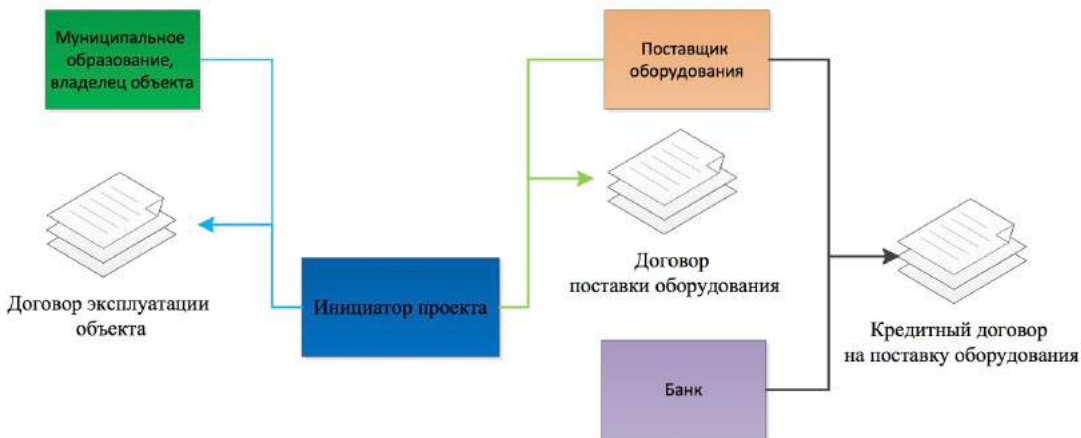 Муниципальное
образование,
владелец объекта
Поставщик
оборудования
Договор эксплуатации
объекта
Инициатор проекта
Договор
поставки оборудования
Кредитный договор
на поставку оборудования
Банк